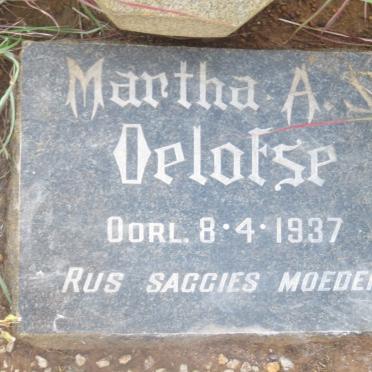 Martha A. S.
Oelofse
OORL. 8·4·1937
RUS SAGGIES MOEDER